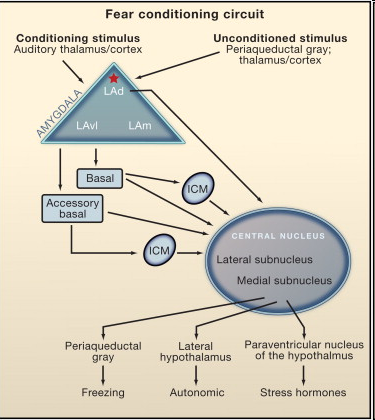 Fear conditioning circuit
Conditioning stimulus
Auditory thalamus/cortex
Unconditioned stimulus
Periaqueductal gray;
thalamus/cortex
AMYGDALA
LAd
LAvl
LAm
Basal
ICM
Accessory
basal
ICM
CENTRAL NUCLEUS
Lateral subnucleus
Medial subnucleus
Periaqueductal
gray
Lateral
hypothalamus
Paraventricular nucleus
of the hypothalmus
Freezing
Autonomic
Stress hormones